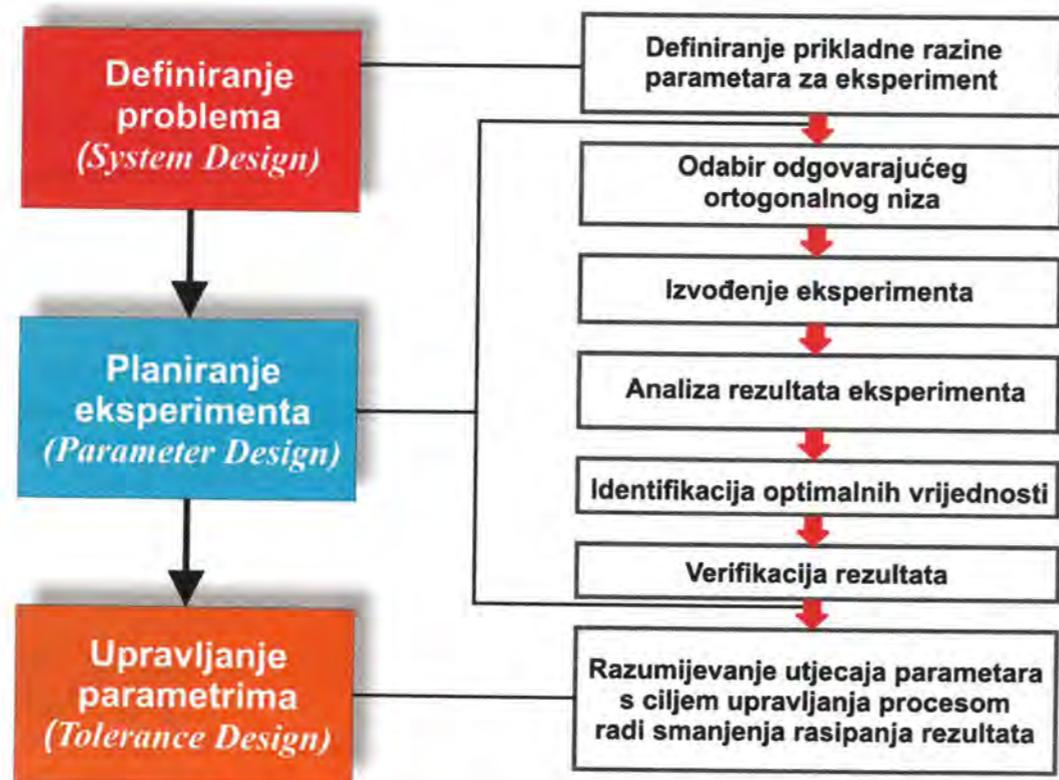 Definiranje
problema
(System Design)
Planiranje
eksperimenta
(Parameter Design)
Upravljanje
parametrima
(Tolerance Design)
Definiranje prikladne razine
parametara za eksperiment
Odabir odgovarajućeg
ortogonalnog niza
Izvođenje eksperimenta
Analiza rezultata eksperimenta
Identifikacija optimalnih vrijednosti
Verifikacija rezultata
Razumijevanje utjecaja parametara
s ciljem upravljanja procesom
radi smanjenja rasipanja rezultata